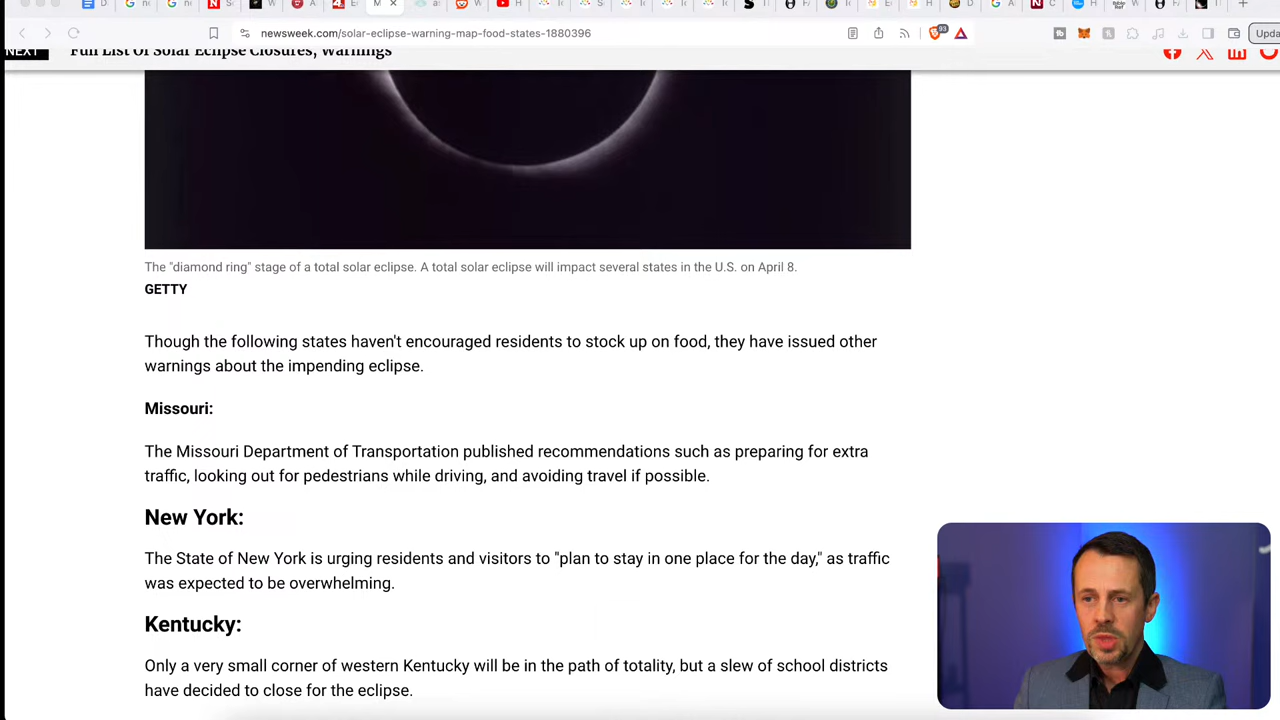 newsweek.com/solar-eclipse-warning-map-food-states-1880396
93
Upda
NEXT
Full List Of Solar Eclipse Closures, Warnings
The "diamond ring" stage of a total solar eclipse. A total solar eclipse will impact several states in the U.S. on April 8.
GETTY
Though the following states haven't encouraged residents to stock up on food, they have issued other
warnings about the impending eclipse.
Missouri:
The Missouri Department of Transportation published recommendations such as preparing for extra
traffic, looking out for pedestrians while driving, and avoiding travel if possible.
New York:
The State of New York is urging residents and visitors to "plan to stay in one place for the day," as traffic
was expected to be overwhelming.
Kentucky:
Only a very small corner of western Kentucky will be in the path of totality, but a slew of school districts
have decided to close for the eclipse.